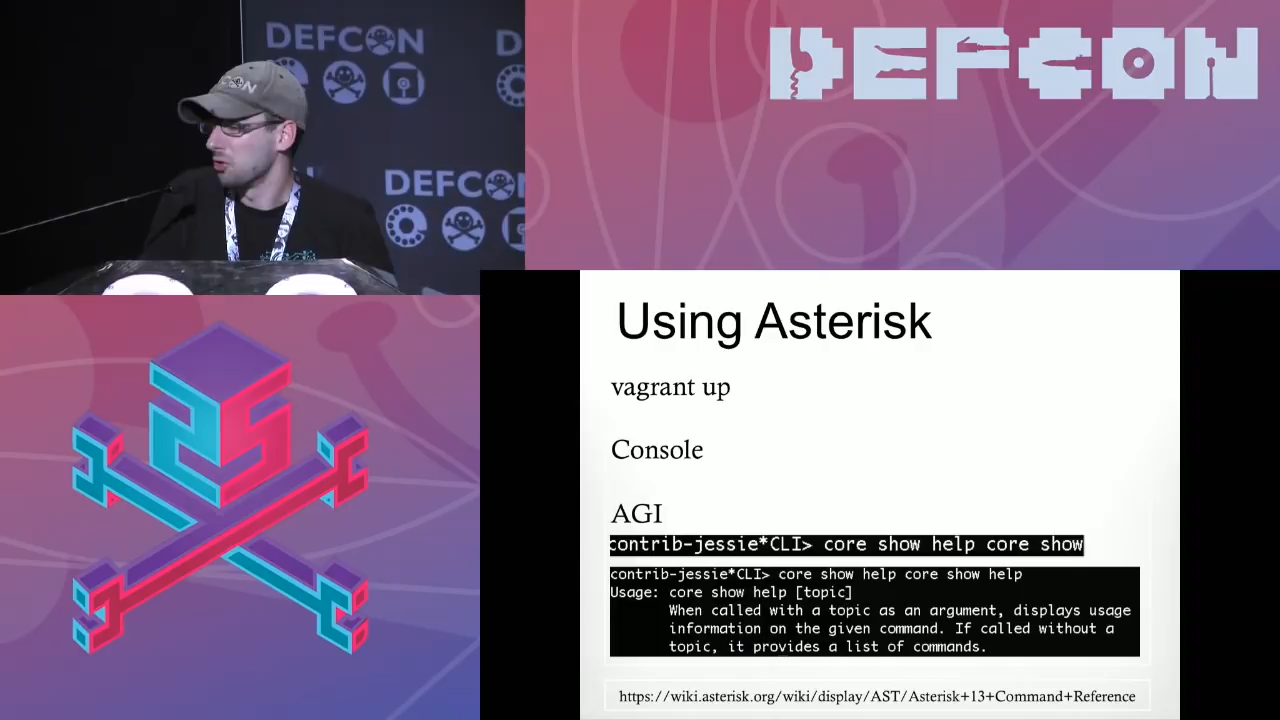 DEFCON
DEFCON
DEFCON
25
Using Asterisk
vagrant up
Console
AGI
contrib-jessie*CLI> core show help core show
contrib-jessie*CLI> core show help core show help
Usage: core show help [topic]
When called with a topic as an argument, displays usage
information on the given command. If called without a
topic, it provides a list of commands.
https://wiki.asterisk.org/wiki/display/AST/Asterisk+13+Command+Reference